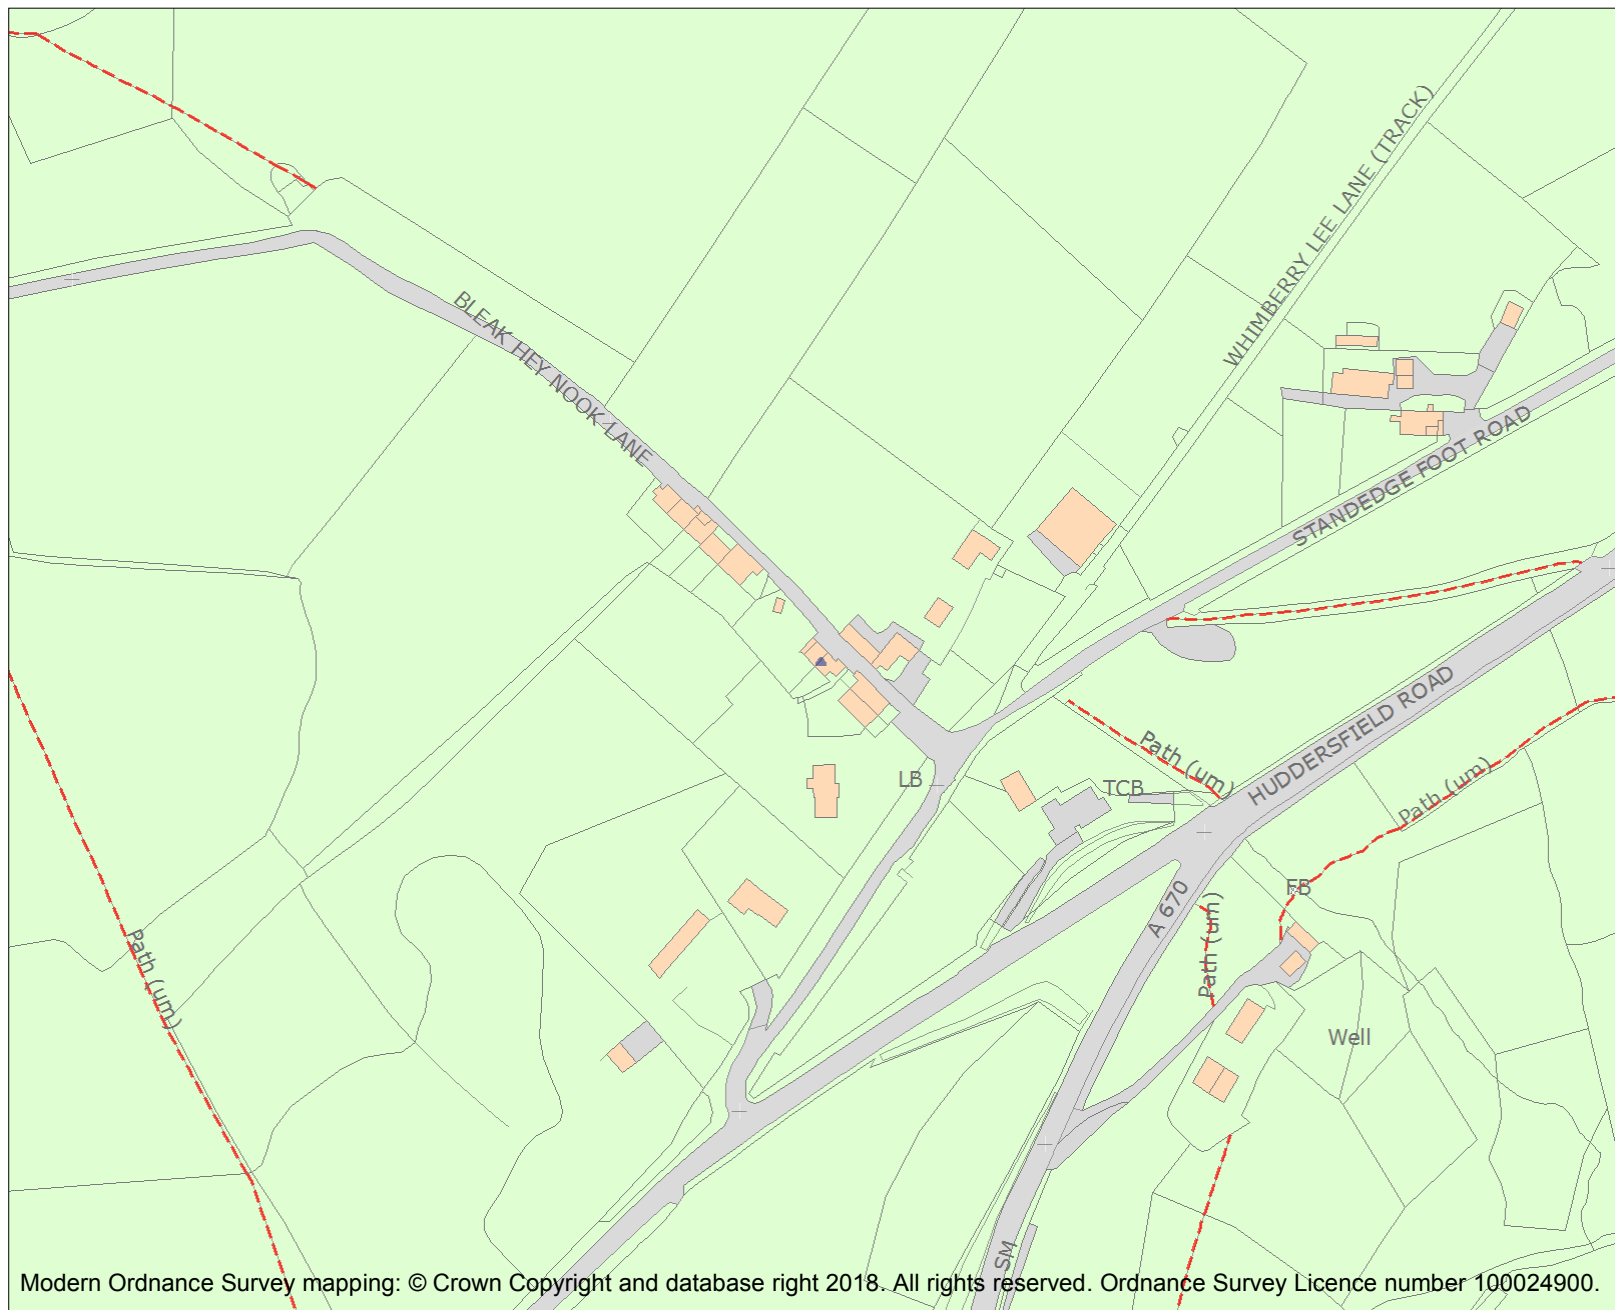 WHIMBERRY LEE LANE (TRACK)
BLEAK HEY NOOK LANE
STANDEDGE FOOT ROAD
HUDDERSFIELD ROAD
Path (um)
LB
TCB
Path (um)
FB
A 670
Path (um)
Path (um)
Well
SM
Modern Ordnance Survey mapping: © Crown Copyright and database right 2018. All rights reserved. Ordnance Survey Licence number 100024900.